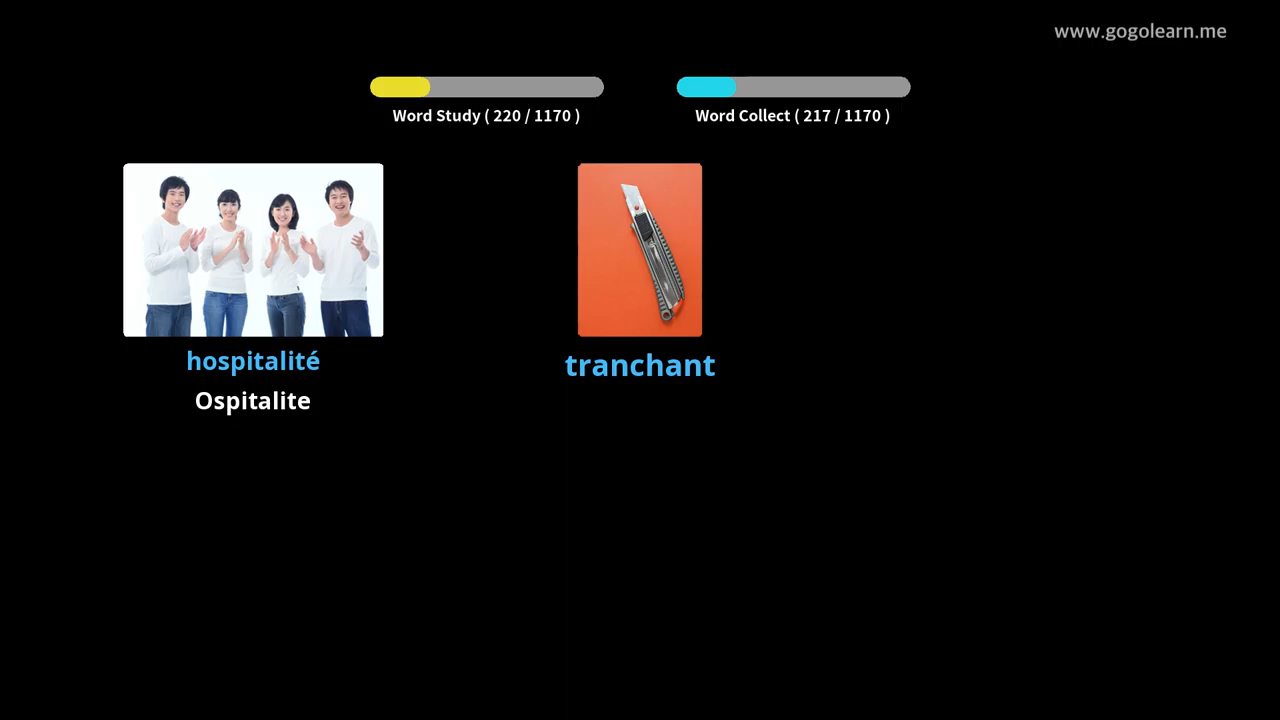 www.gogolearn.me
Word Study ( 220 / 1170 )
Word Collect ( 217 / 1170 )
hospitalité
Ospitalite
tranchant